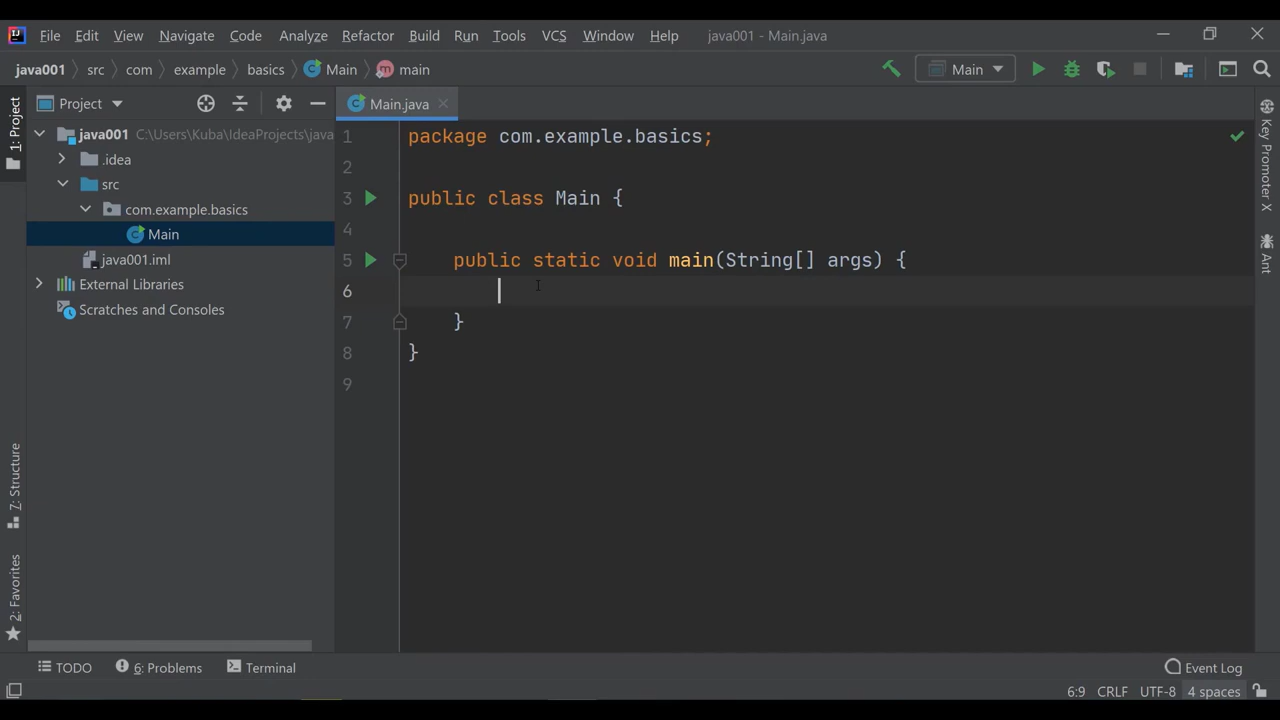 File Edit View Navigate Code Analyze Refactor Build Run Tools VCS Window Help java001 - Main.java
java001 src com example basics Main main Main
1: Project
Project
Main.java
java001 C:\Users\Kuba\IdeaProjects\java
.idea
src
com.example.basics
Main
java001.iml
External Libraries
Scratches and Consoles
1 package com.example.basics;
2
3 public class Main {
4
5 public static void main(String[] args) {
6
7 }
8 }
9
Key Promoter X
Ant
7: Structure
2: Favorites
TODO 6: Problems Terminal Event Log
6:9 CRLF UTF-8 4 spaces